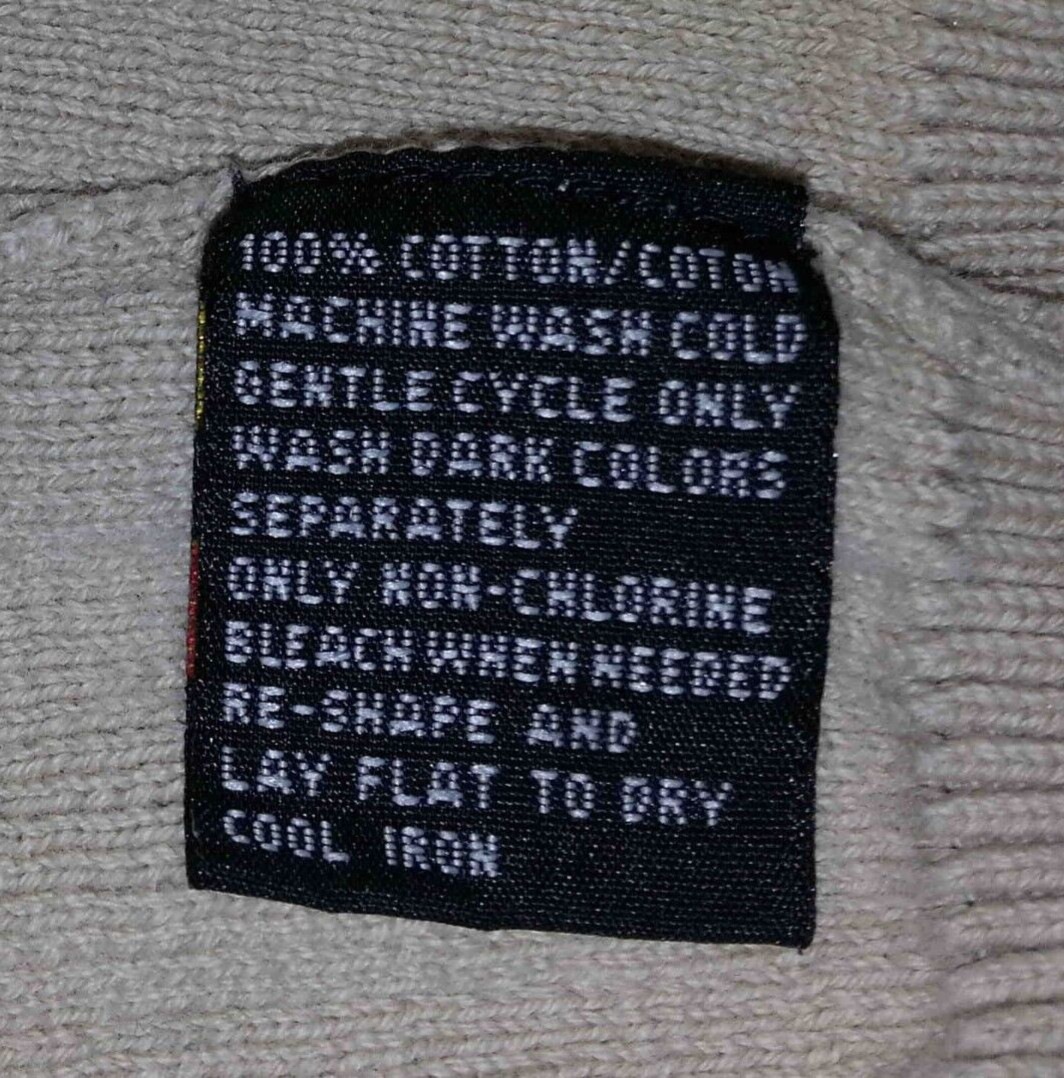 100% COTTON/COTON
MACHINE WASH COLD
GENTLE CYCLE ONLY
WASH DARK COLORS
SEPARATELY
ONLY NON-CHLORINE
BLEACH WHEN NEEDED
RE-SHAPE AND
LAY FLAT TO DRY
COOL IRON